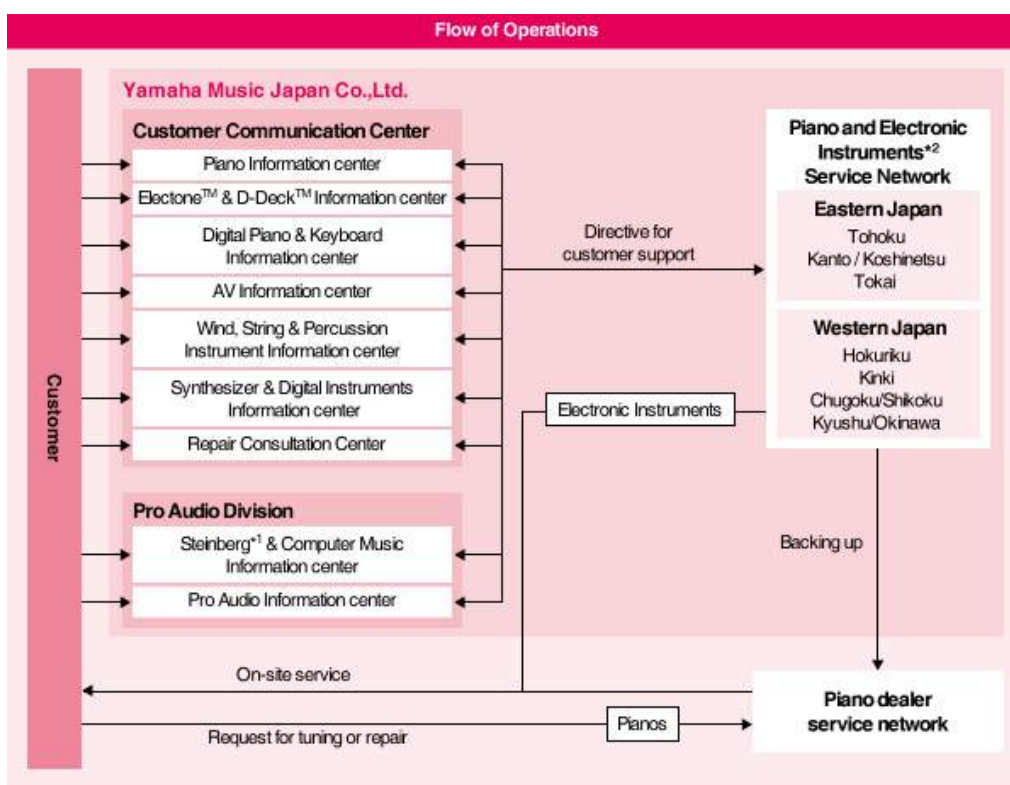 Flow of Operations
Customer
Yamaha Music Japan Co.,Ltd.
Customer Communication Center
Piano Information center
Electone™ & D-Deck™ Information center
Digital Piano & Keyboard
Information center
AV Information center
Wind, String & Percussion
Instrument Information center
Synthesizer & Digital Instruments
Information center
Repair Consultation Center
Pro Audio Division
Steinberg*1 & Computer Music
Information center
Pro Audio Information center
Directive for
customer support
Piano and Electronic
Instruments*2
Service Network
Eastern Japan
Tohoku
Kanto / Koshinetsu
Tokai
Western Japan
Hokuriku
Kinki
Chugoku/Shikoku
Kyushu/Okinawa
Electronic Instruments
Backing up
On-site service
Piano dealer
service network
Pianos
Request for tuning or repair